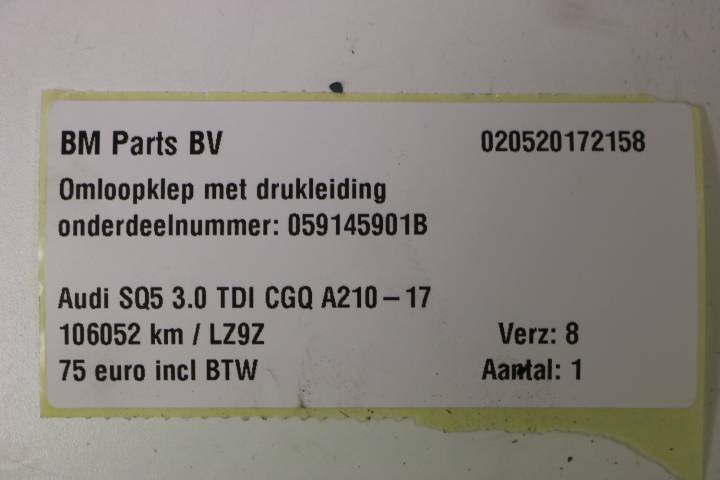 BM Parts BV 020520172158
Omloopklep met drukleiding
onderdeelnummer: 059145901B
Audi SQ5 3.0 TDI CGQ A210 – 17
106052 km / LZ9Z Verz: 8
75 euro incl BTW Aantal: 1